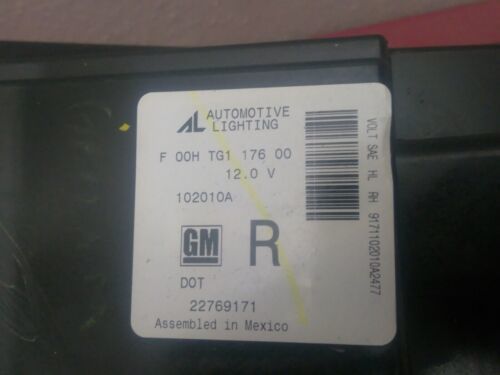 AL AUTOMOTIVE
LIGHTING
F 00H TG1 176 00
12.0 V
102010A
GM R
DOT
22769171
Assembled in Mexico
VOLT SAE HL RH 9171102010A2477